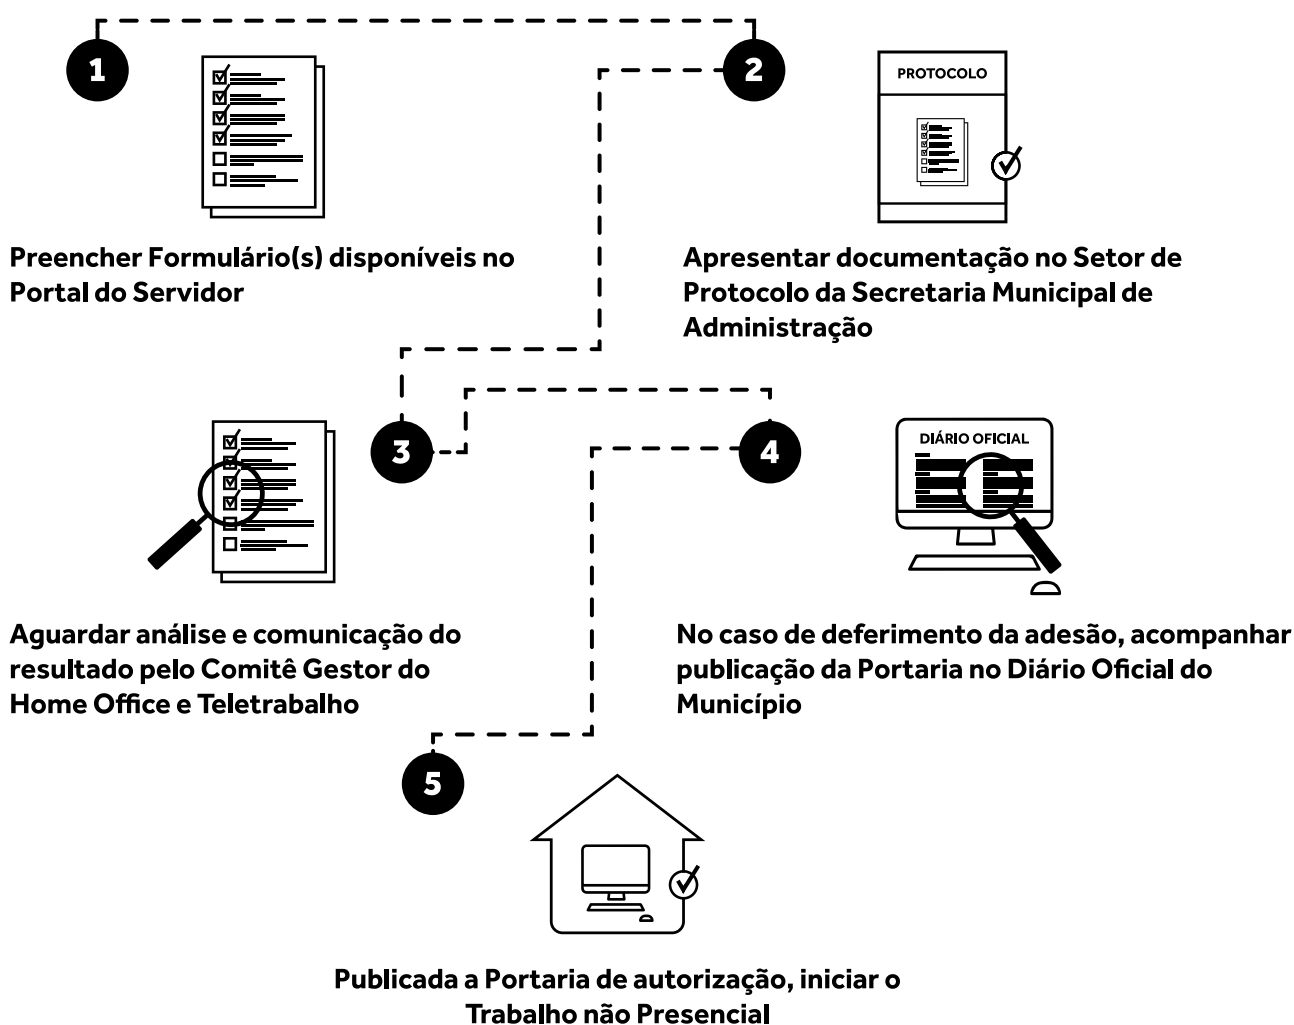 1
Preencher Formulário(s) disponíveis no
Portal do Servidor
2
PROTOCOLO
Apresentar documentação no Setor de
Protocolo da Secretaria Municipal de
Administração
3
Aguardar análise e comunicação do
resultado pelo Comitê Gestor do
Home Office e Teletrabalho
4
DIÁRIO OFICIAL
No caso de deferimento da adesão, acompanhar
publicação da Portaria no Diário Oficial do
Município
5
Publicada a Portaria de autorização, iniciar o
Trabalho não Presencial